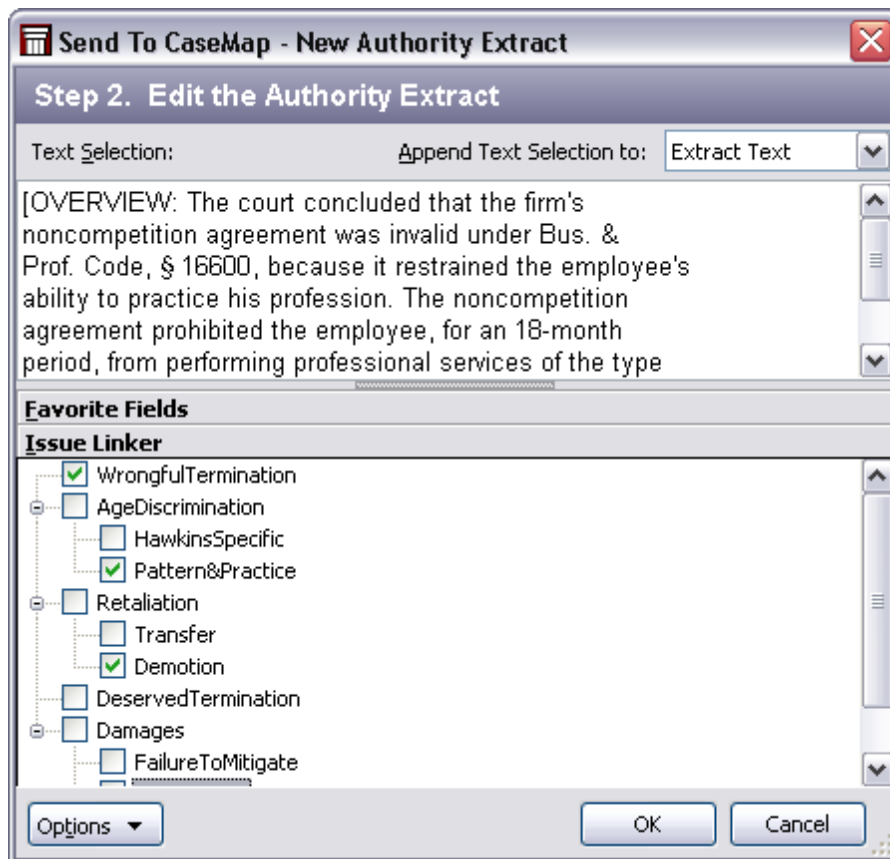 Send To CaseMap - New Authority Extract
Step 2. Edit the Authority Extract
Text Selection: Append Text Selection to: Extract Text
[OVERVIEW: The court concluded that the firm's
noncompetition agreement was invalid under Bus. &
Prof. Code, § 16600, because it restrained the employee's
ability to practice his profession. The noncompetition
agreement prohibited the employee, for an 18-month
period, from performing professional services of the type
Favorite Fields
Issue Linker
WrongfulTermination
AgeDiscrimination
HawkinsSpecific
Pattern&Practice
Retaliation
Transfer
Demotion
DeservedTermination
Damages
FailureToMitigate
Options OK Cancel